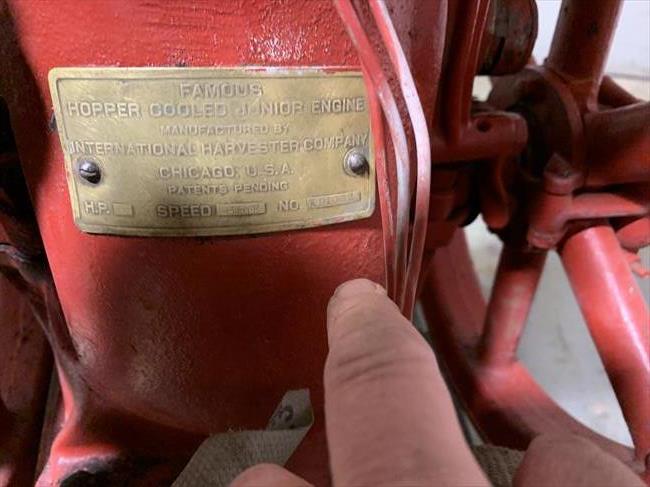 FAMOUS
HOPPER COOLED JUNIOR ENGINE
MANUFACTURED BY
INTERNATIONAL HARVESTER COMPANY
CHICAGO, U.S.A.
PATENTS PENDING
H.P. SPEED NO.